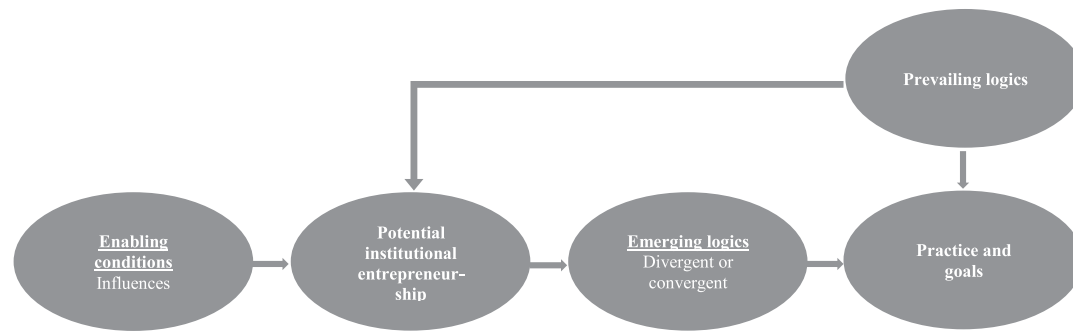 Prevailing logics
Enabling
conditions
Influences
Potential
institutional
entrepreneur-
ship
Emerging logics
Divergent or
convergent
Practice and
goals